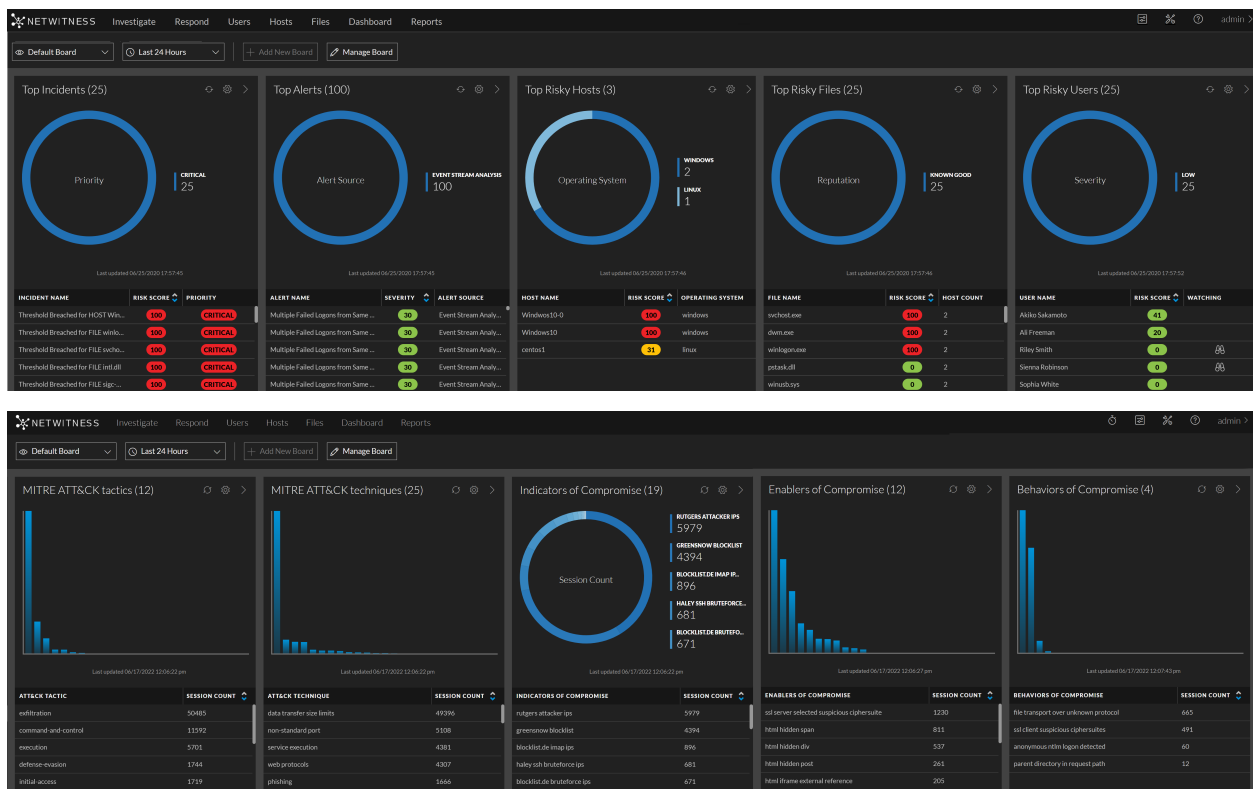 NETWITNESS Investigate Respond Users Hosts Files Dashboard Reports admin
Default Board Last 24 Hours Add New Board Manage Board
Top Incidents (25)
Priority
CRITICAL
25
Last updated 06/25/2020 17:57:45
INCIDENT NAME RISK SCORE PRIORITY
Threshold Breached for HOST Win... 100 CRITICAL
Threshold Breached for FILE winlo... 100 CRITICAL
Threshold Breached for FILE svcho... 100 CRITICAL
Threshold Breached for FILE intl.dll 100 CRITICAL
Threshold Breached for FILE sigc-... 100 CRITICAL
Top Alerts (100)
Alert Source
EVENT STREAM ANALYSIS
100
Last updated 06/25/2020 17:57:45
ALERT NAME SEVERITY ALERT SOURCE
Multiple Failed Logons from Same ... 30 Event Stream Analy...
Multiple Failed Logons from Same ... 30 Event Stream Analy...
Multiple Failed Logons from Same ... 30 Event Stream Analy...
Multiple Failed Logons from Same ... 30 Event Stream Analy...
Multiple Failed Logons from Same ... 30 Event Stream Analy...
Top Risky Hosts (3)
Operating System
WINDOWS
2
LINUX
1
Last updated 06/25/2020 17:57:46
HOST NAME RISK SCORE OPERATING SYSTEM
Windwos10-0 100 windows
Windows10 100 windows
centos1 31 linux
Top Risky Files (25)
Reputation
KNOWN GOOD
25
Last updated 06/25/2020 17:57:46
FILE NAME RISK SCORE HOST COUNT
svchost.exe 100 2
dwm.exe 100 2
winlogon.exe 100 2
pstask.dll 0 2
winusb.sys 0 2
Top Risky Users (25)
Severity
LOW
25
Last updated 06/25/2020 17:57:52
USER NAME RISK SCORE WATCHING
Akiko Sakamoto 41
Ali Freeman 20
Riley Smith 0
Sienna Robinson 0
Sophia White 0
NETWITNESS Investigate Respond Users Hosts Files Dashboard Reports admin
Default Board Last 24 Hours Add New Board Manage Board
MITRE ATT&CK tactics (12)
Last updated 06/17/2022 12:06:22 pm
ATT&CK TACTIC SESSION COUNT
exfiltration 50485
command-and-control 11592
execution 5701
defense-evasion 1744
initial-access 1719
MITRE ATT&CK techniques (25)
Last updated 06/17/2022 12:06:22 pm
ATT&CK TECHNIQUE SESSION COUNT
data transfer size limits 49396
non-standard port 5108
service execution 4381
web protocols 4307
phishing 1666
Indicators of Compromise (19)
Session Count
RUTGERS ATTACKER IPS
5979
GREENSNOW BLOCKLIST
4394
BLOCKLIST.DE IMAP IP...
896
HALEY SSH BRUTEFORCE...
681
BLOCKLIST.DE BRUTEFO...
671
Last updated 06/17/2022 12:06:22 pm
INDICATORS OF COMPROMISE SESSION COUNT
rutgers attacker ips 5979
greensnow blocklist 4394
blocklist.de imap ips 896
haley ssh bruteforce ips 681
blocklist.de bruteforce ips 671
Enablers of Compromise (12)
Last updated 06/17/2022 12:06:27 pm
ENABLERS OF COMPROMISE SESSION COUNT
ssl server selected suspicious ciphersuite 1230
html hidden span 811
html hidden div 537
html hidden post 261
html iframe external reference 205
Behaviors of Compromise (4)
Last updated 06/17/2022 12:07:43 pm
BEHAVIORS OF COMPROMISE SESSION COUNT
file transport over unknown protocol 665
ssl client suspicious ciphersuites 491
anonymous ntlm logon detected 60
parent directory in request path 12